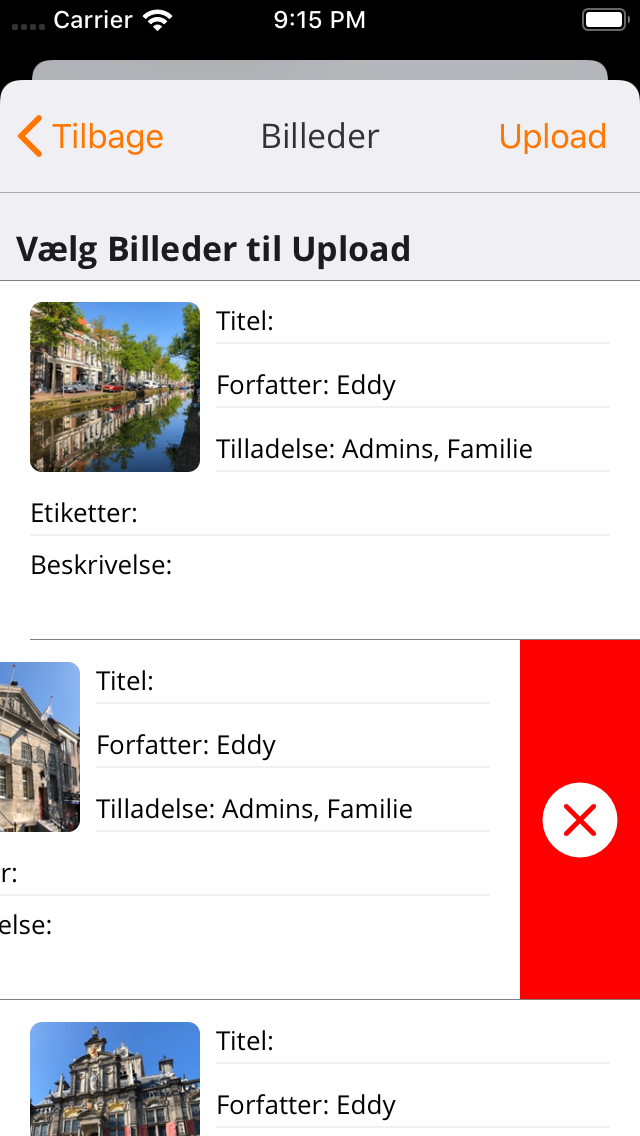 Carrier 9:15 PM
Tilbage Billeder Upload
Vælg Billeder til Upload
Titel:
Forfatter: Eddy
Tilladelse: Admins, Familie
Etiketter:
Beskrivelse:
Titel:
Forfatter: Eddy
Tilladelse: Admins, Familie
r:
else:
Titel:
Forfatter: Eddy